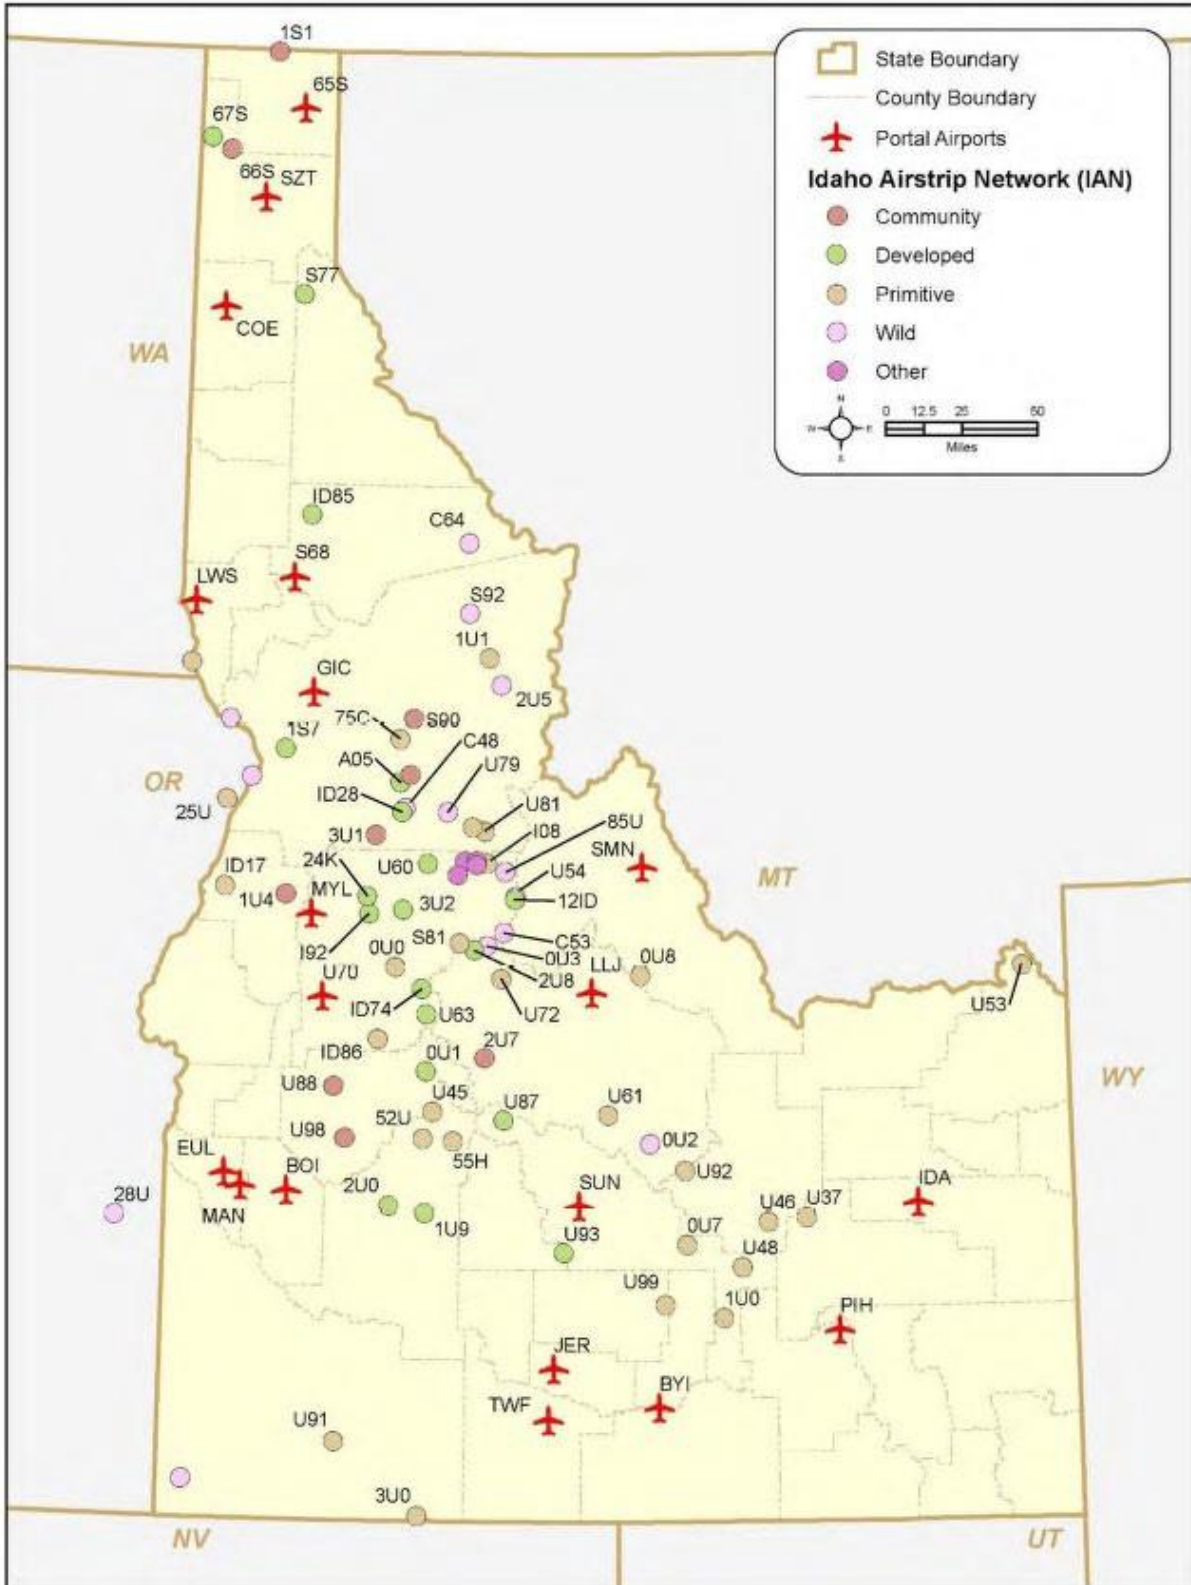 1S1
65S
67S
66S
SZT
S77
COE
WA
ID85
C64
S68
LWS
S92
1U1
GIC
2U5
75C
S90
1S7
C48
A05
U79
OR
ID28
25U
U81
3U1
I08
85U
24K
U60
SMN
ID17
U54
MT
1U4
MYL
12ID
3U2
I92
S81
C53
0U0
0U3
U70
2U8
LLJ
0U8
ID74
U72
U53
U63
ID86
0U1
2U7
U88
WY
U45
U87
U61
52U
U98
0U2
EUL
BOI
55H
U92
28U
2U0
SUN
IDA
MAN
1U9
U46
U37
U93
0U7
U48
U99
1U0
PIH
JER
BYI
TWF
U91
3U0
NV
UT
State Boundary
County Boundary
Portal Airports
Idaho Airstrip Network (IAN)
Community
Developed
Primitive
Wild
Other
N
W E
S
0 12.5 25 50
Miles